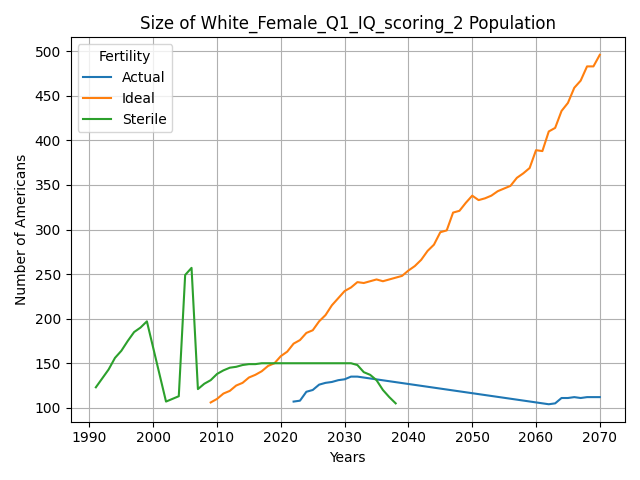 Size of White_Female_Q1_IQ_scoring_2 Population
Fertility
Actual
Ideal
Sterile
Number of Americans
500
450
400
350
300
250
200
150
100
1990 2000 2010 2020 2030 2040 2050 2060 2070
Years